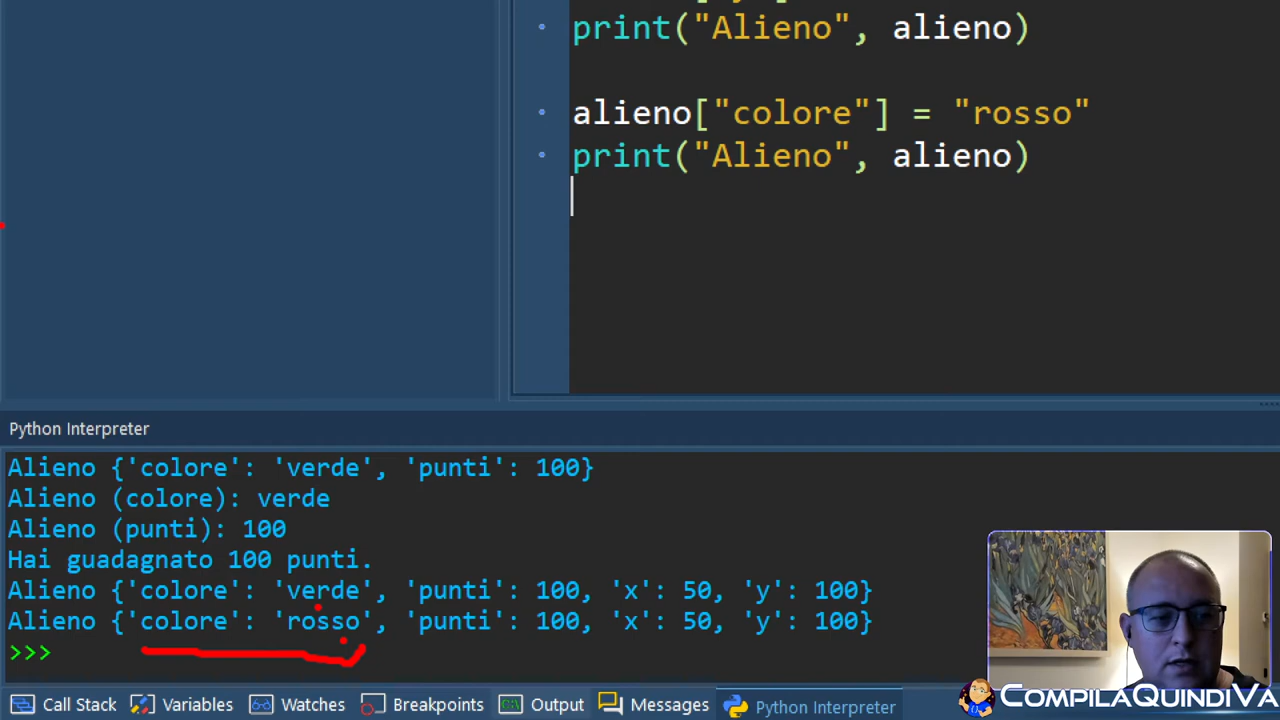 print("Alieno", alieno)
alieno["colore"] = "rosso"
print("Alieno", alieno)
Python Interpreter
Alieno {'colore': 'verde', 'punti': 100}
Alieno (colore): verde
Alieno (punti): 100
Hai guadagnato 100 punti.
Alieno {'colore': 'verde', 'punti': 100, 'x': 50, 'y': 100}
Alieno {'colore': 'rosso', 'punti': 100, 'x': 50, 'y': 100}
>>>
Call Stack Variables Watches Breakpoints Output Messages Python Interpreter
COMPILAQUINDIVA